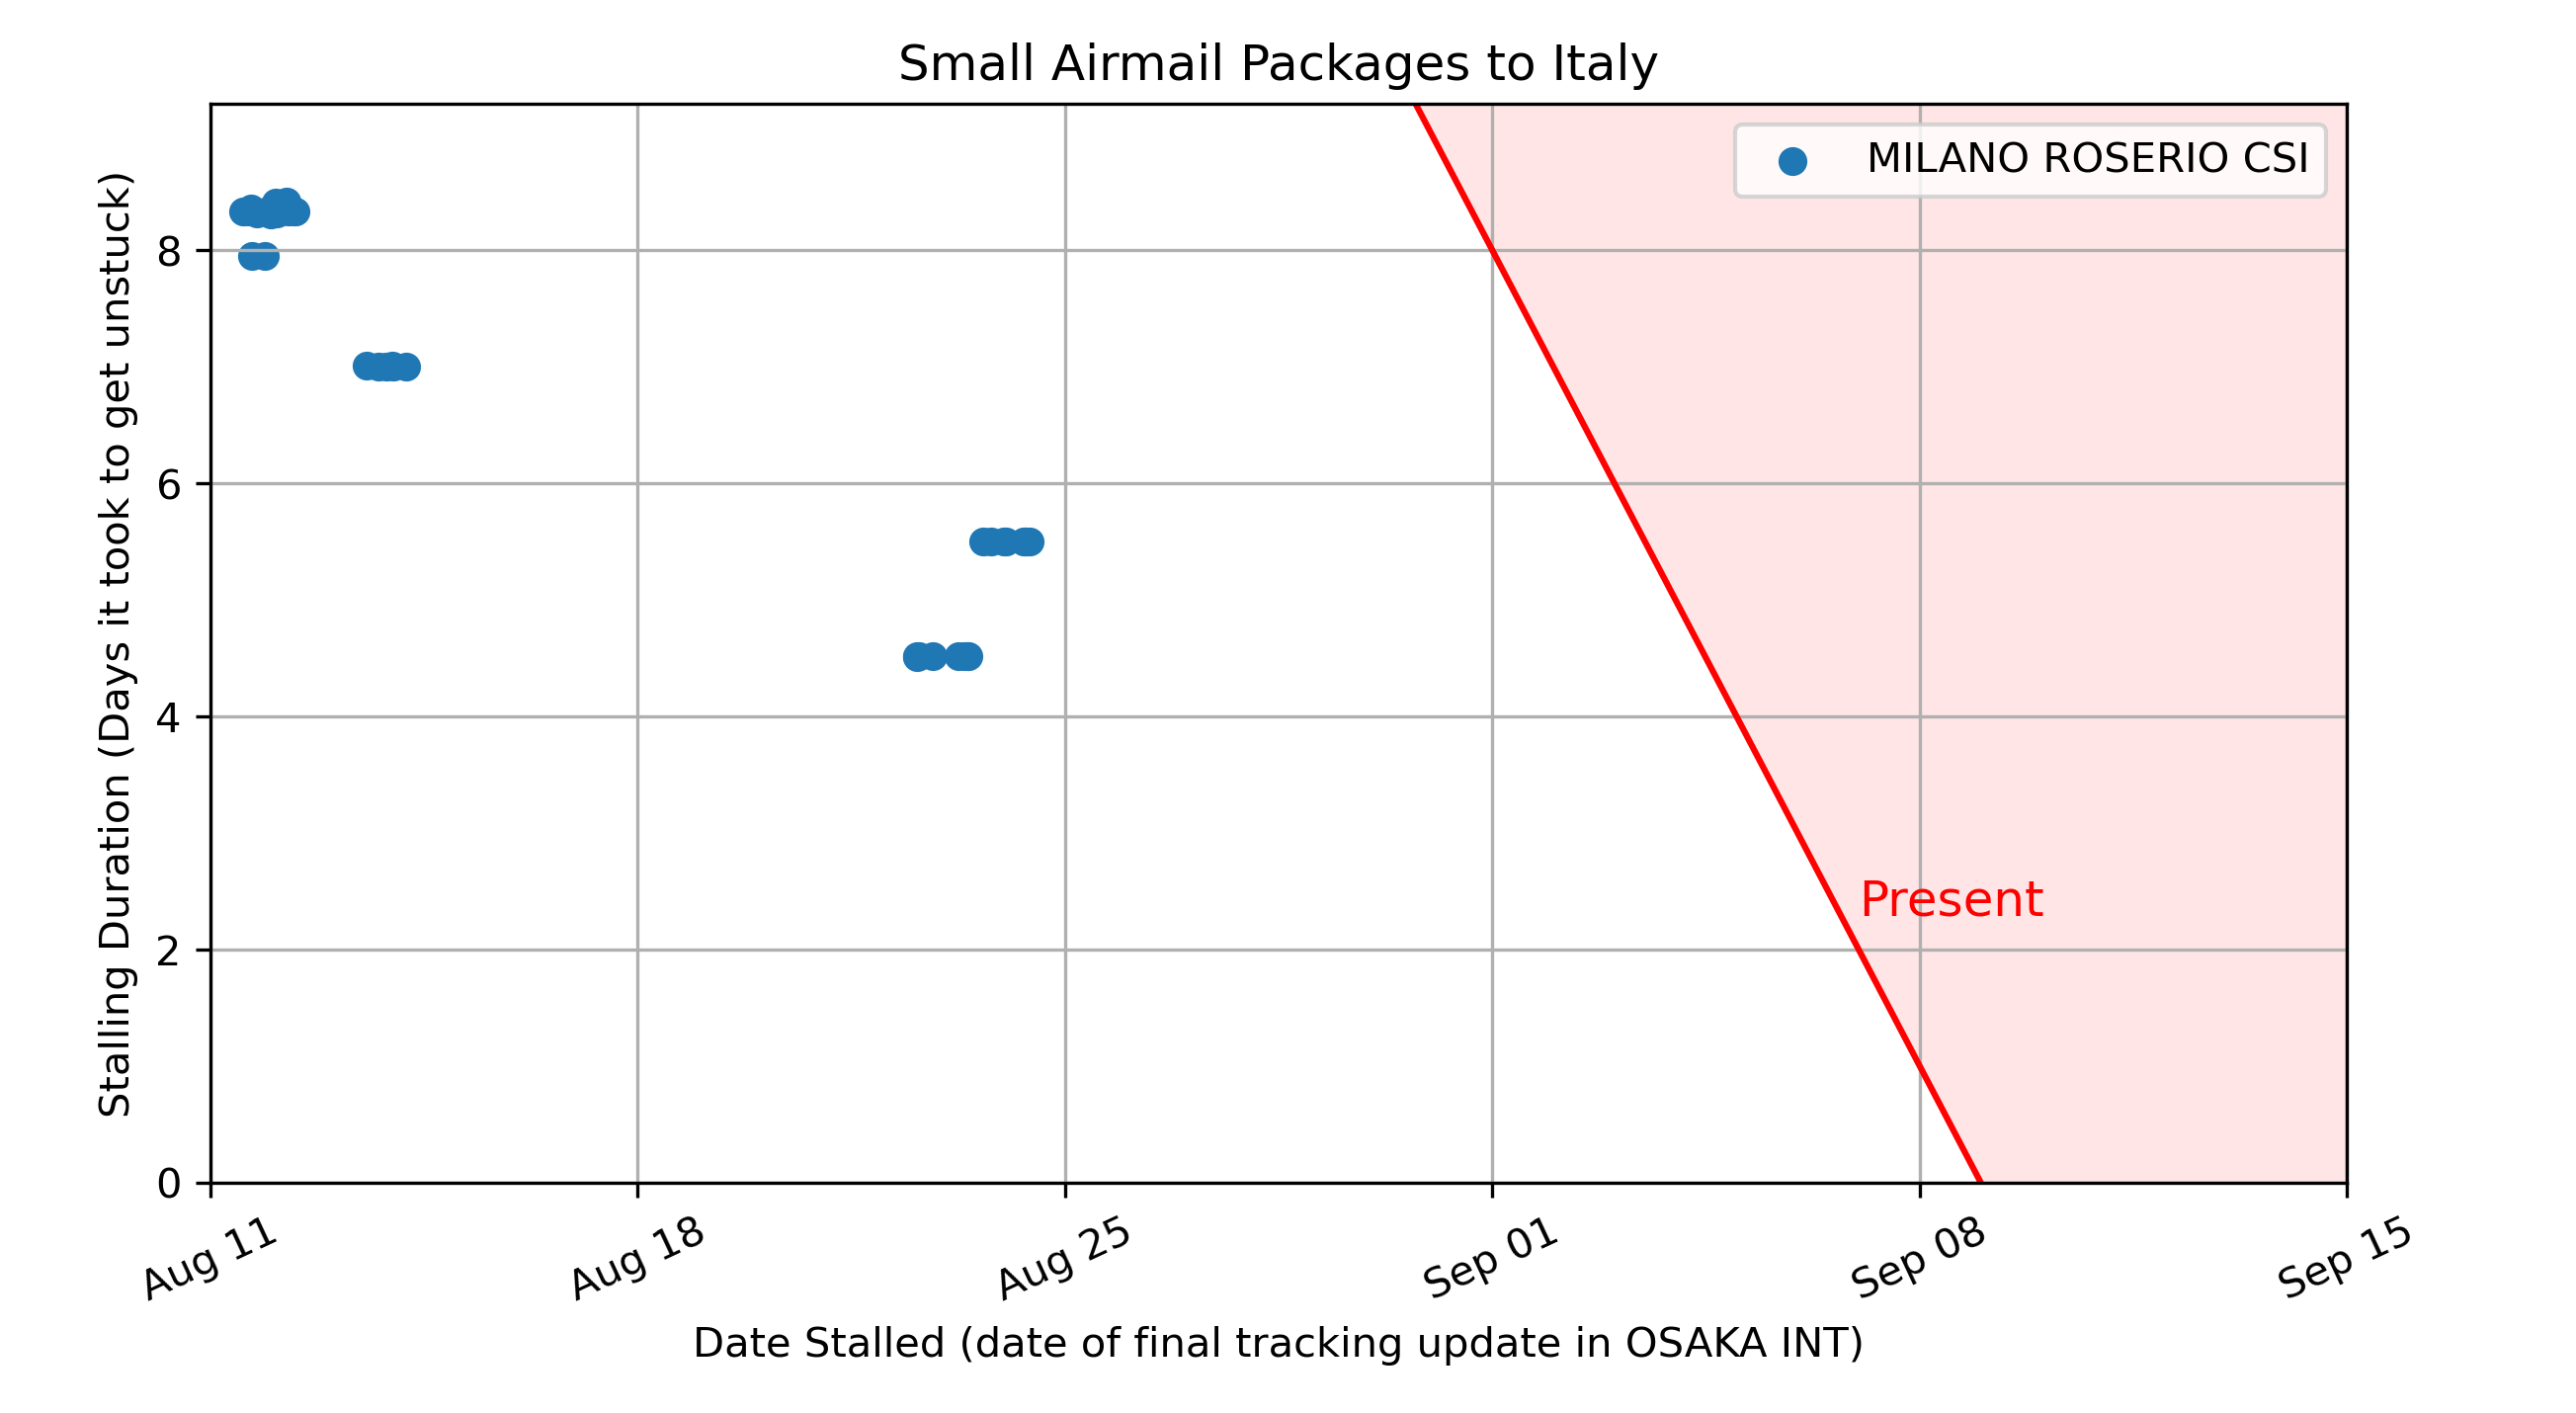 Small Airmail Packages to Italy
MILANO ROSERIO CSI
Stalling Duration (Days it took to get unstuck)
8
6
4
2
0
Present
Aug 11
Aug 18
Aug 25
Sep 01
Sep 08
Sep 15
Date Stalled (date of final tracking update in OSAKA INT)